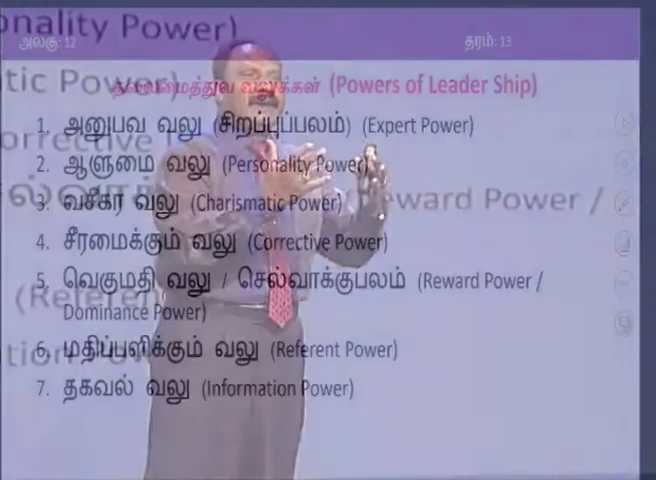 onality Power)
அலகு: 12
தரம்: 13
tic Power)
தலைமைத்துவ வலுக்கள் (Powers of Leader Ship)
1. அனுபவ வலு (சிறப்புப்பலம்) (Expert Power)
orrective
2. ஆளுமை வலு (Personality Power)
3. வசீகர வலு (Charismatic Power)
Reward Power /
4. சீரமைக்கும் வலு (Corrective Power)
5. வெகுமதி வலு / செல்வாக்குபலம் (Reward Power /
Dominance Power)
(Referen
6. மதிப்பளிக்கும் வலு (Referent Power)
7. தகவல் வலு (Information Power)